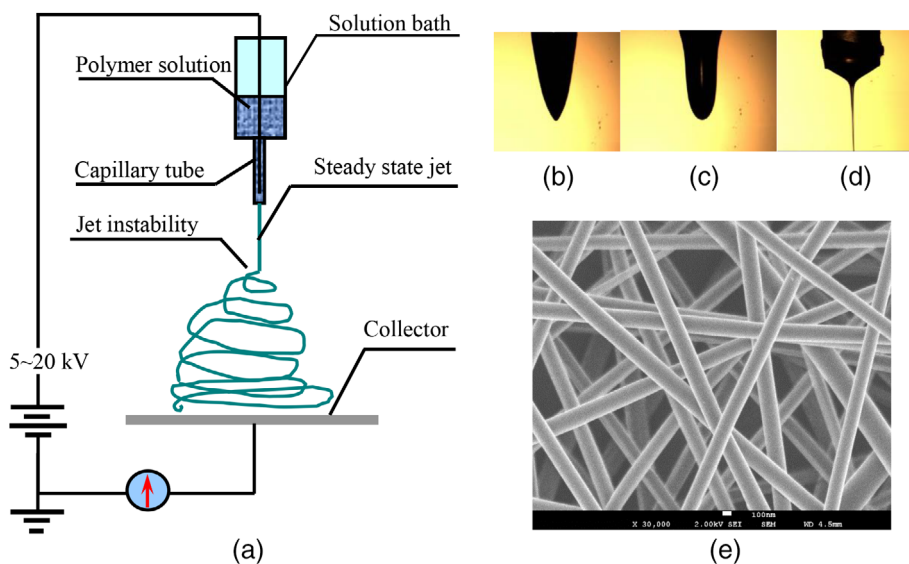 Solution bath
Polymer solution
Capillary tube
Steady state jet
Jet instability
Collector
5~20 kV
(a)
(b)
(c)
(d)
100nm
X 30,000 2.00kV SEI SEM WD 4.5mm
(e)